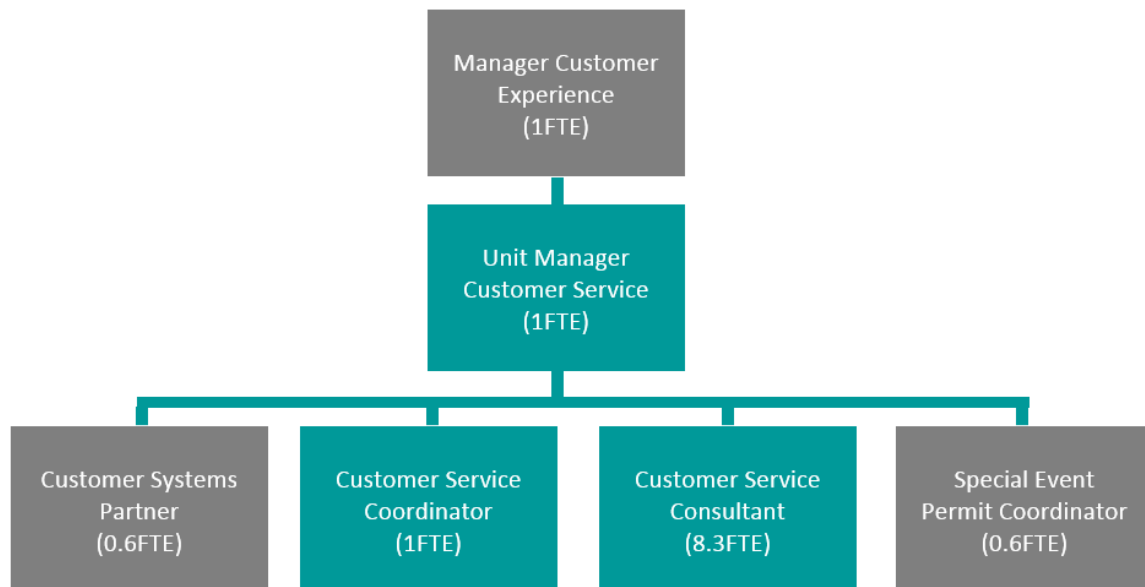 Manager Customer
Experience
(1FTE)
Unit Manager
Customer Service
(1FTE)
Customer Systems
Partner
(0.6FTE)
Customer Service
Coordinator
(1FTE)
Customer Service
Consultant
(8.3FTE)
Special Event
Permit Coordinator
(0.6FTE)